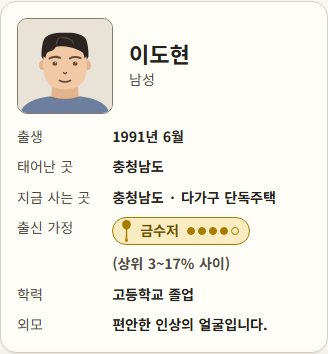 이도현
남성
출생 1991년 6월
태어난 곳 충청남도
지금 사는 곳 충청남도 · 다가구 단독주택
출신 가정 금수저
(상위 3~17% 사이)
학력 고등학교 졸업
외모 편안한 인상의 얼굴입니다.